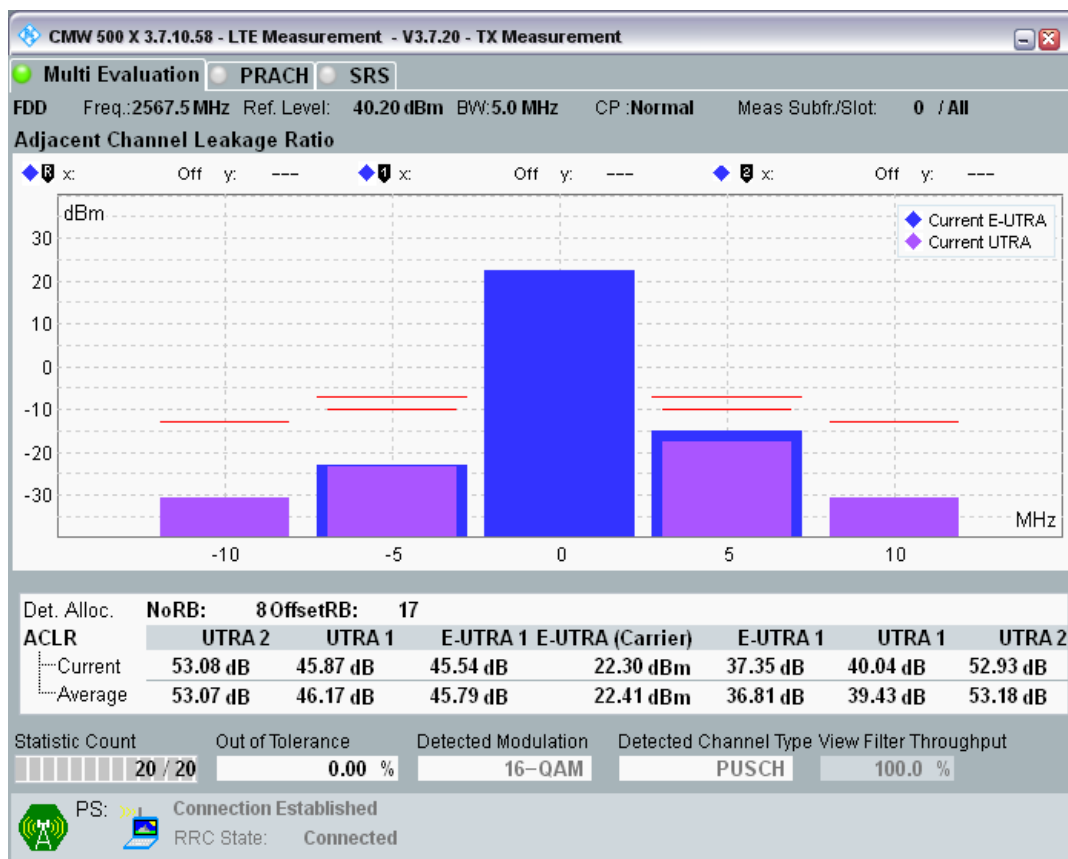 CMW 500 X 3.7.10.58 - LTE Measurement - V3.7.20 - TX Measurement
Multi Evaluation PRACH SRS
FDD Freq.:2567.5 MHz Ref. Level: 40.20 dBm BW:5.0 MHz CP :Normal Meas Subfr./Slot: 0 / All
Adjacent Channel Leakage Ratio
R x: Off y: --- 1 x: Off y: --- 2 x: Off y: ---
dBm
Current E-UTRA
Current UTRA
30
20
10
0
-10
-20
-30
MHz
-10 -5 0 5 10
Det. Alloc. NoRB: 8 OffsetRB: 17
ACLR UTRA 2 UTRA 1 E-UTRA 1 E-UTRA (Carrier) E-UTRA 1 UTRA 1 UTRA 2
Current 53.08 dB 45.87 dB 45.54 dB 22.30 dBm 37.35 dB 40.04 dB 52.93 dB
Average 53.07 dB 46.17 dB 45.79 dB 22.41 dBm 36.81 dB 39.43 dB 53.18 dB
Statistic Count Out of Tolerance Detected Modulation Detected Channel Type View Filter Throughput
20 / 20 0.00 % 16-QAM PUSCH 100.0 %
PS: Connection Established
RRC State: Connected